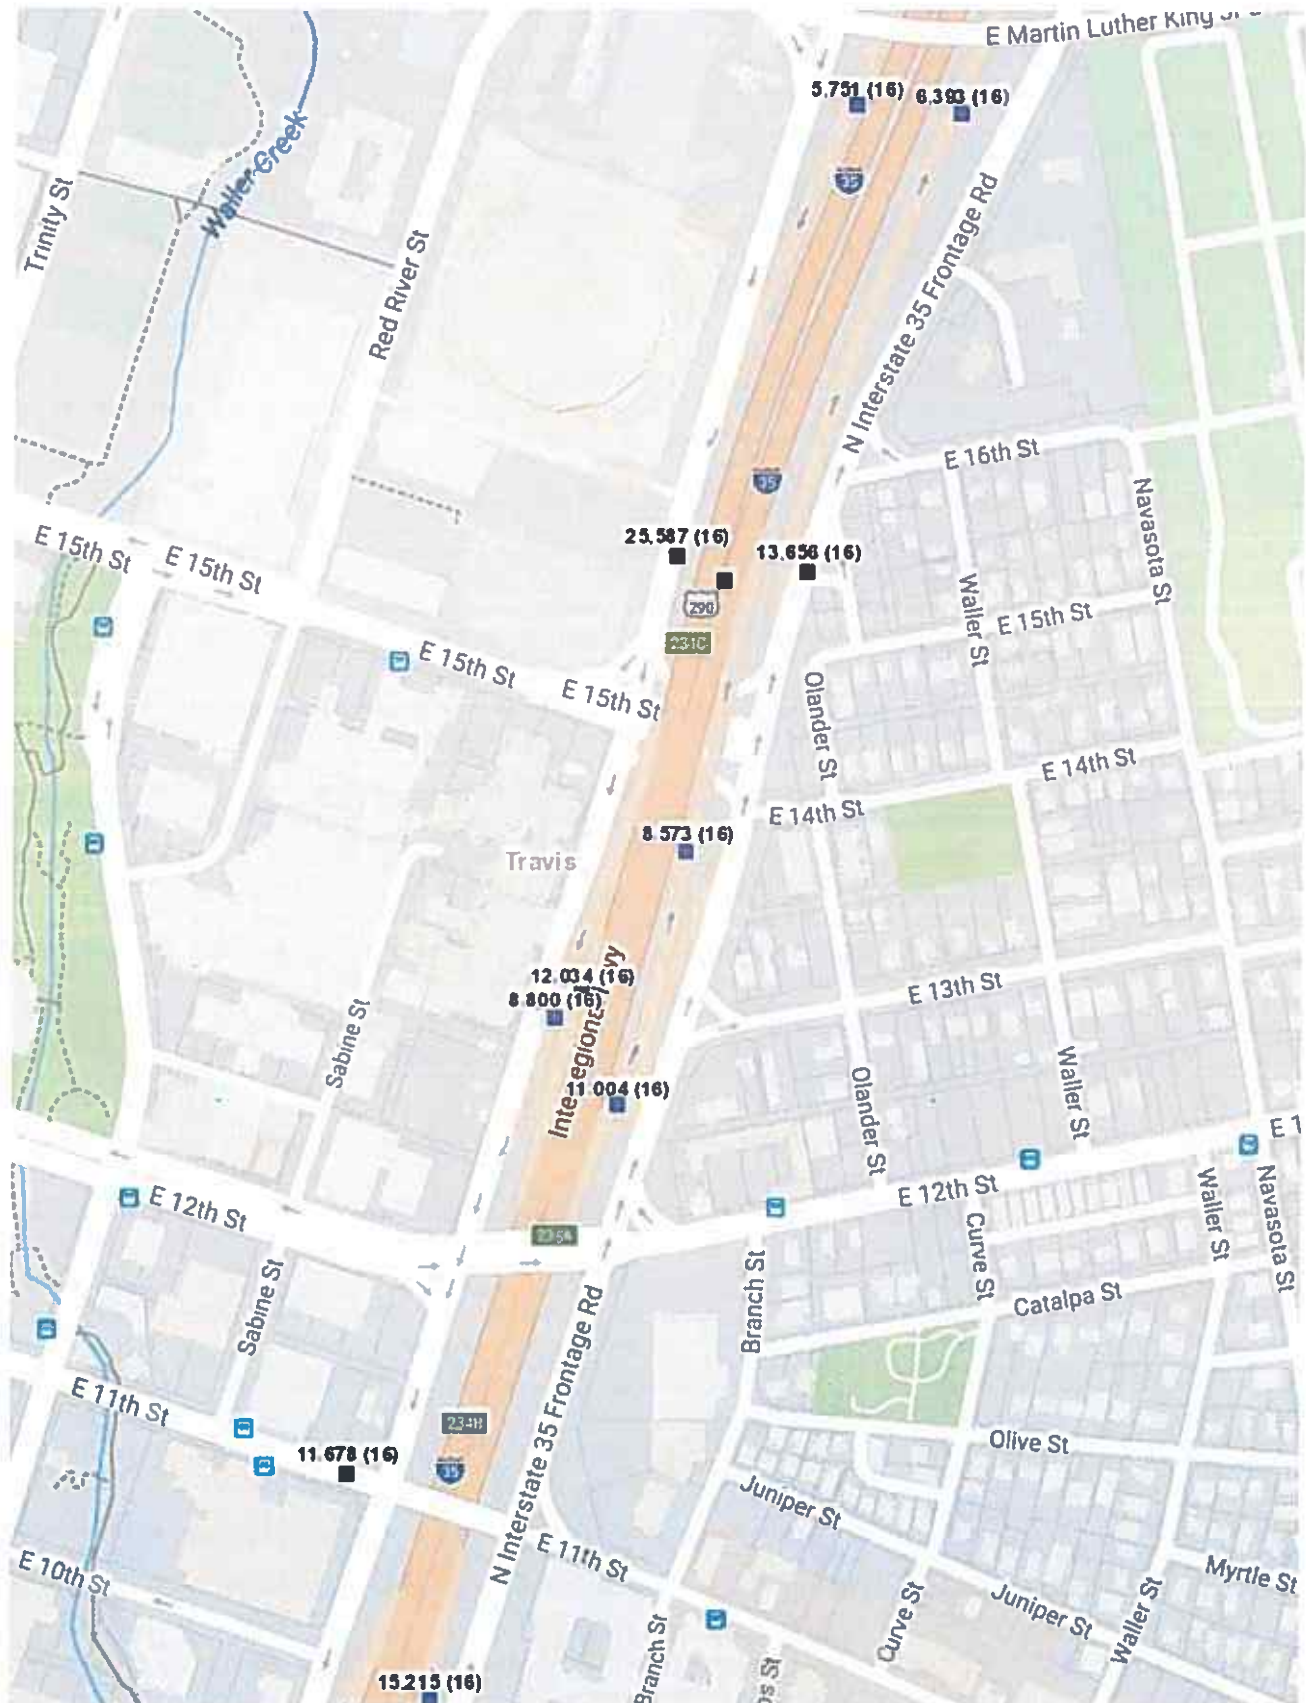 E Martin Luther King
5,751 (16)
6,393 (16)
35
Waller Creek
Trinity St
Red River St
N Interstate 35 Frontage Rd
E 16th St
35
Navasota St
E 15th St
E 15th St
25,587 (16)
13,656 (16)
290
Waller St
E 15th St
231C
E 15th St
E 15th St
Olander St
E 14th St
E 14th St
8,573 (16)
Travis
12,034 (16)
8,800 (16)
E 13th St
Sabine St
11,004 (16)
Waller St
Olander St
E 12th St
E 12th St
Waller St
Navasota St
Curve St
Branch St
Sabine St
Catalpa St
N Interstate 35 Frontage Rd
E 11th St
234B
Olive St
11,678 (16)
35
Juniper St
E 11th St
E 10th St
Myrtle St
Juniper St
Curve St
Waller St
Branch St
15,215 (16)